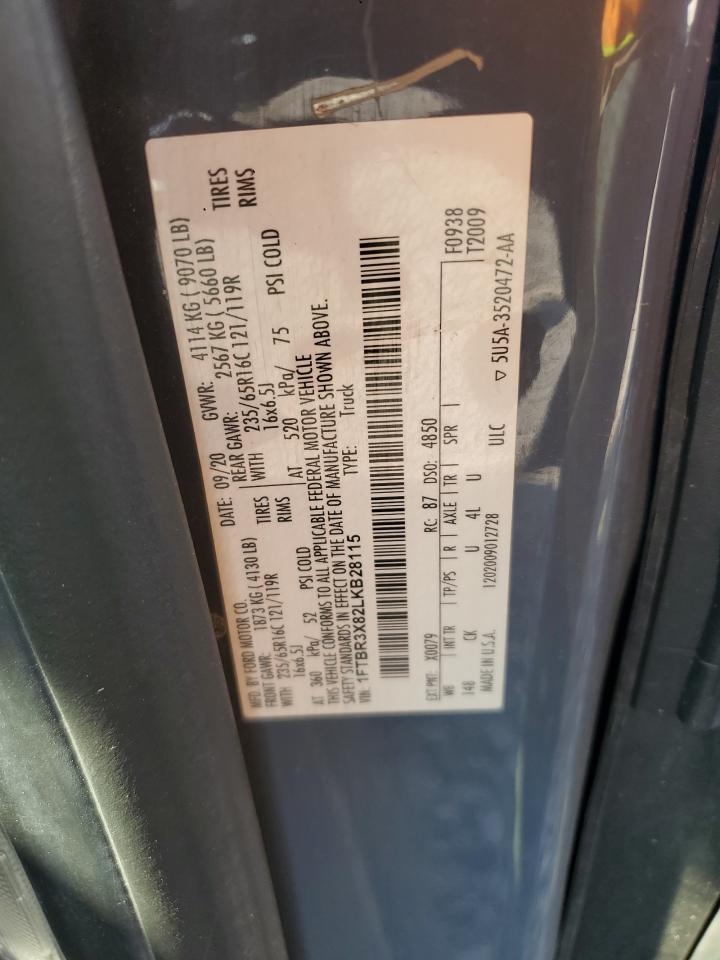 MFD. BY FORD MOTOR CO.
DATE: 09/20 GVWR: 4114 KG ( 9070 LB)
FRONT GAWR: 1873 KG ( 4130 LB) REAR GAWR: 2567 KG ( 5660 LB)
WITH 235/65R16C 121/119R TIRES WITH 235/65R16C 121/119R TIRES
16x6.5J RIMS 16x6.5J RIMS
AT 360 kPa/ 52 PSI COLD AT 520 kPa/ 75 PSI COLD
THIS VEHICLE CONFORMS TO ALL APPLICABLE FEDERAL MOTOR VEHICLE
SAFETY STANDARDS IN EFFECT ON THE DATE OF MANUFACTURE SHOWN ABOVE.
VIN: 1FTBR3X82LKB28115 TYPE: Truck
EXT PNT: X0079 RC: 87 DSO: 4850 F0938
WB INT TR TP/PS R AXLE TR SPR T2009
148 CK U 4L U
MADE IN U.S.A. 1202009012728 ULC ▽ 5U5A-3520472-AA